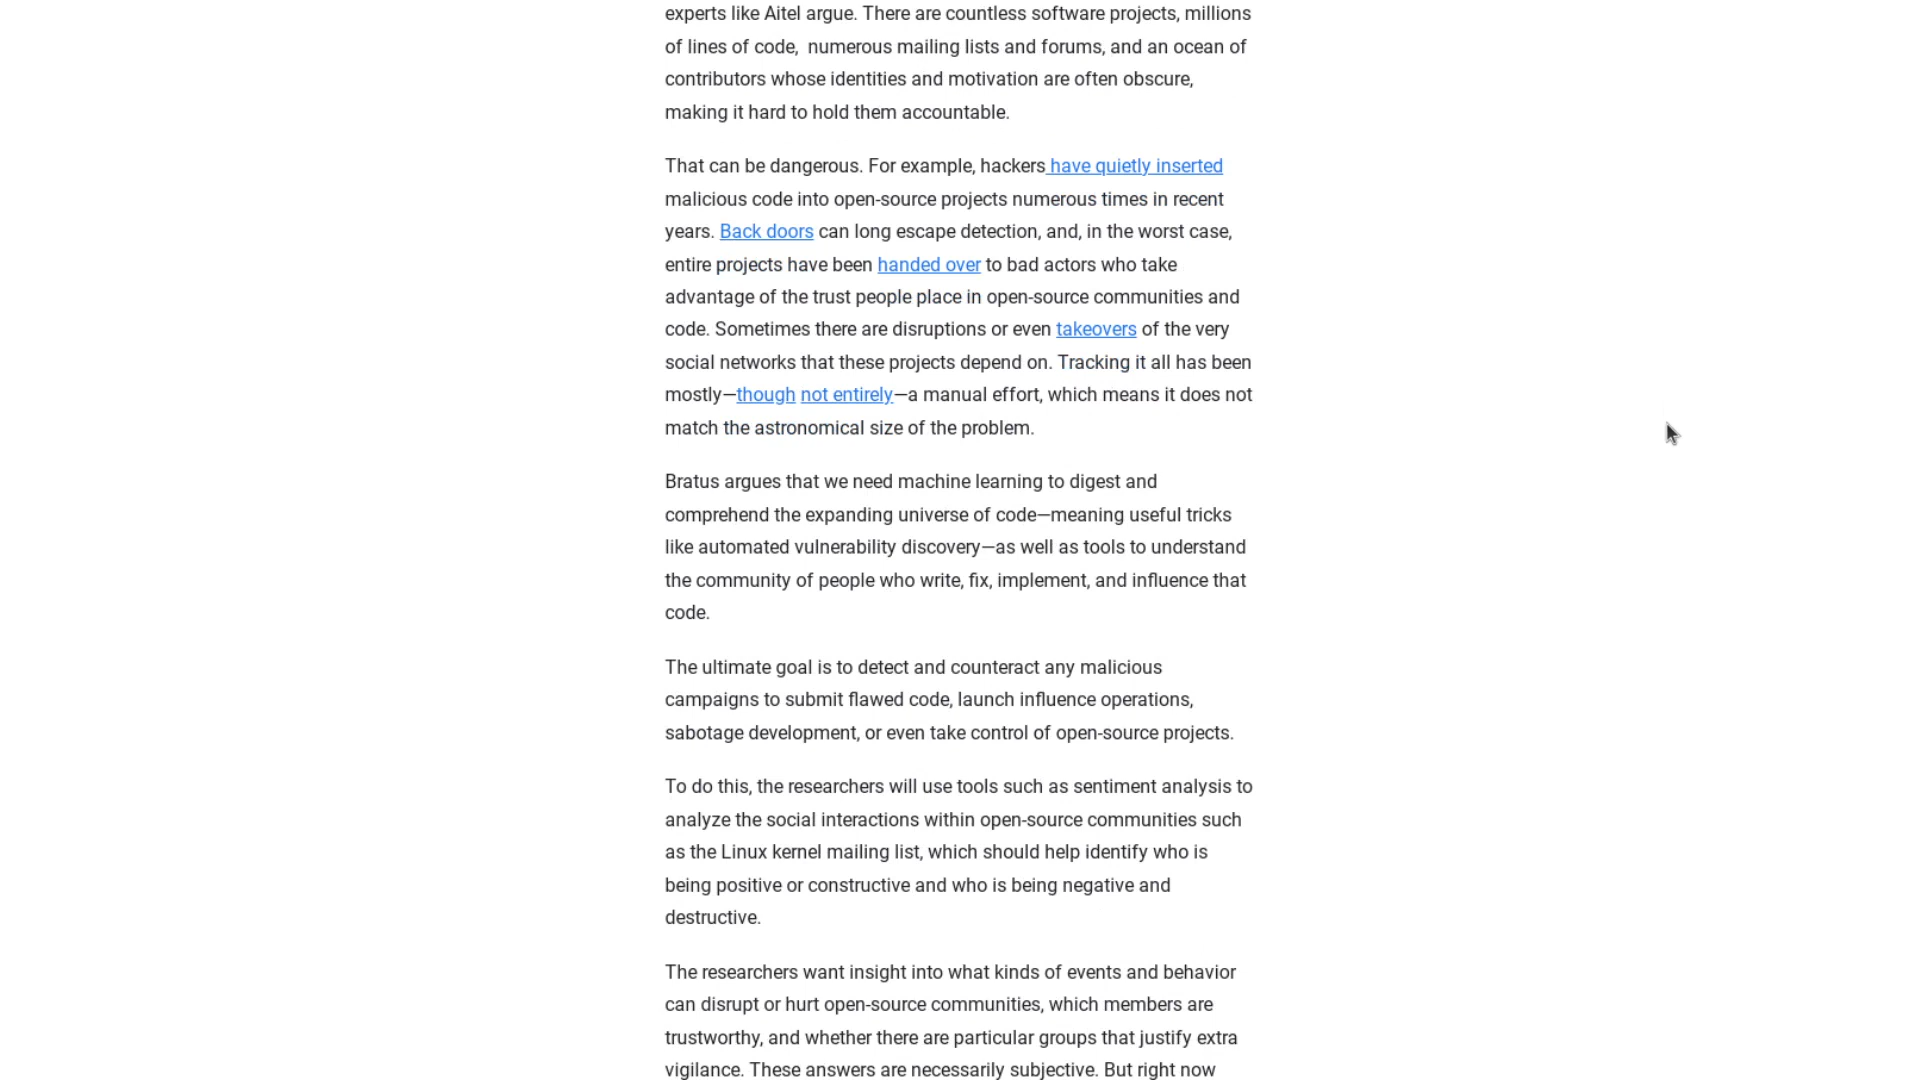 experts like Aitel argue. There are countless software projects, millions
of lines of code,  numerous mailing lists and forums, and an ocean of
contributors whose identities and motivation are often obscure,
making it hard to hold them accountable.
That can be dangerous. For example, hackers have quietly inserted
malicious code into open-source projects numerous times in recent
years. Back doors can long escape detection, and, in the worst case,
entire projects have been handed over to bad actors who take
advantage of the trust people place in open-source communities and
code. Sometimes there are disruptions or even takeovers of the very
social networks that these projects depend on. Tracking it all has been
mostly—though not entirely—a manual effort, which means it does not
match the astronomical size of the problem.
Bratus argues that we need machine learning to digest and
comprehend the expanding universe of code—meaning useful tricks
like automated vulnerability discovery—as well as tools to understand
the community of people who write, fix, implement, and influence that
code.
The ultimate goal is to detect and counteract any malicious
campaigns to submit flawed code, launch influence operations,
sabotage development, or even take control of open-source projects.
To do this, the researchers will use tools such as sentiment analysis to
analyze the social interactions within open-source communities such
as the Linux kernel mailing list, which should help identify who is
being positive or constructive and who is being negative and
destructive.
The researchers want insight into what kinds of events and behavior
can disrupt or hurt open-source communities, which members are
trustworthy, and whether there are particular groups that justify extra
vigilance. These answers are necessarily subjective. But right now